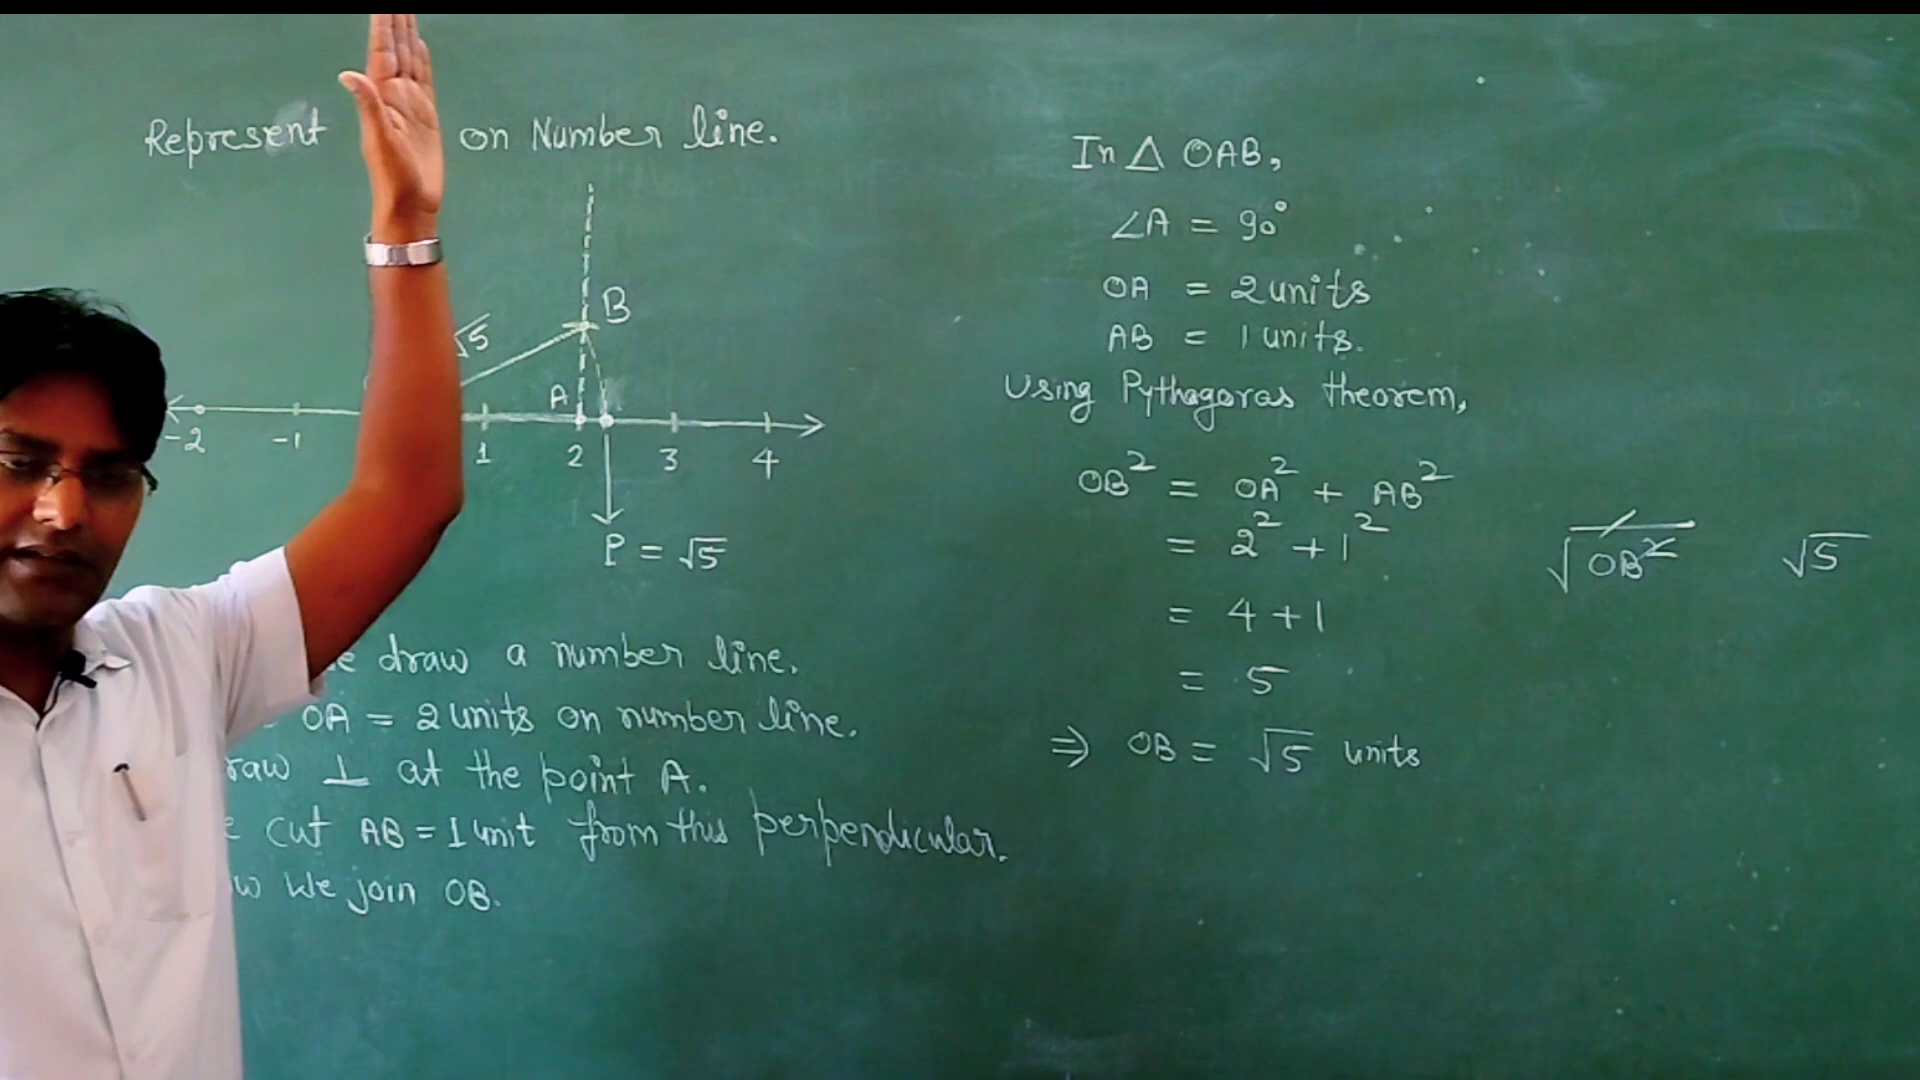 Represent on Number line.
B
√5
A
-2 -1 1 2 3 4
P = √5
draw a number line.
OA = 2 units on number line.
⊥ at the point A.
cut AB = 1 unit from this perpendicular.
we join OB.
In △ OAB,
∠A = 90°
OA = 2 units
AB = 1 units.
Using Pythagoras theorem,
OB² = OA² + AB²
= 2² + 1²
= 4 + 1
= 5
⇒ OB = √5 units
√OB² √5